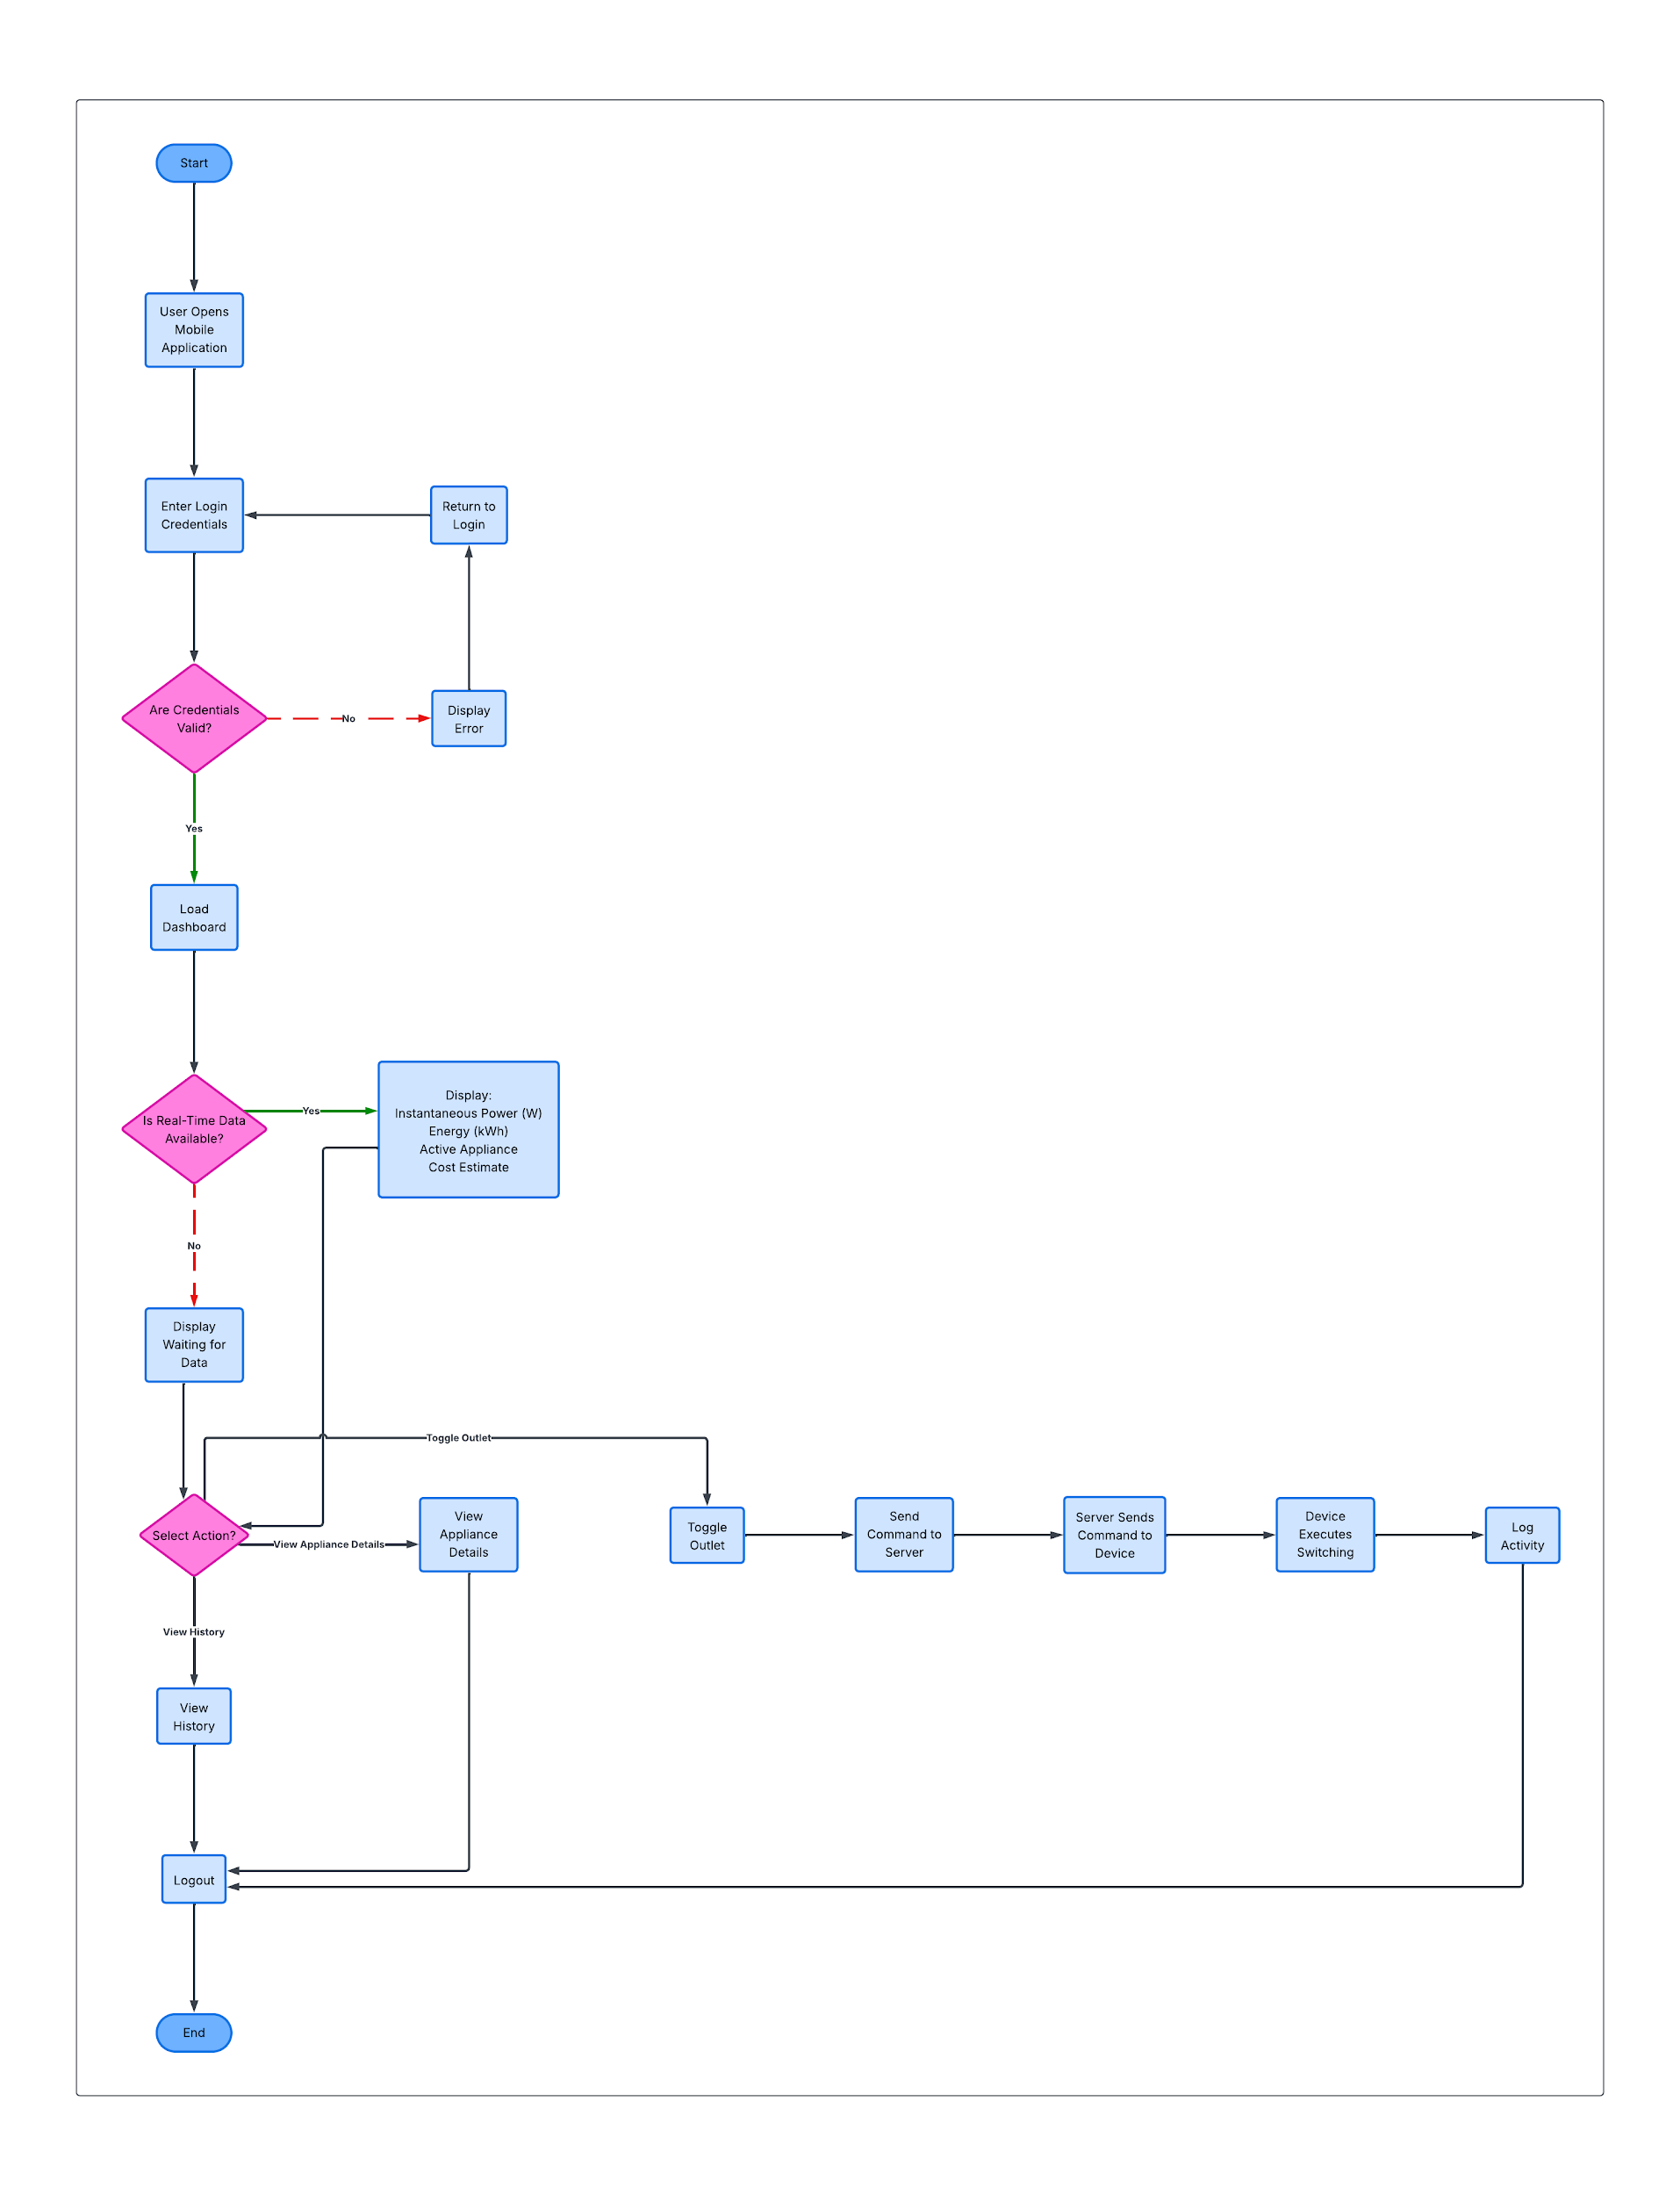 Start
User Opens
Mobile
Application
Enter Login
Credentials
Return to
Login
Are Credentials
Valid?
No
Display
Error
Yes
Load
Dashboard
Is Real-Time Data
Available?
Yes
Display:
Instantaneous Power (W)
Energy (kWh)
Active Appliance
Cost Estimate
No
Display
Waiting for
Data
Toggle Outlet
Select Action?
View Appliance Details
View
Appliance
Details
Toggle
Outlet
Send
Command to
Server
Server Sends
Command to
Device
Device
Executes
Switching
Log
Activity
View History
View
History
Logout
End